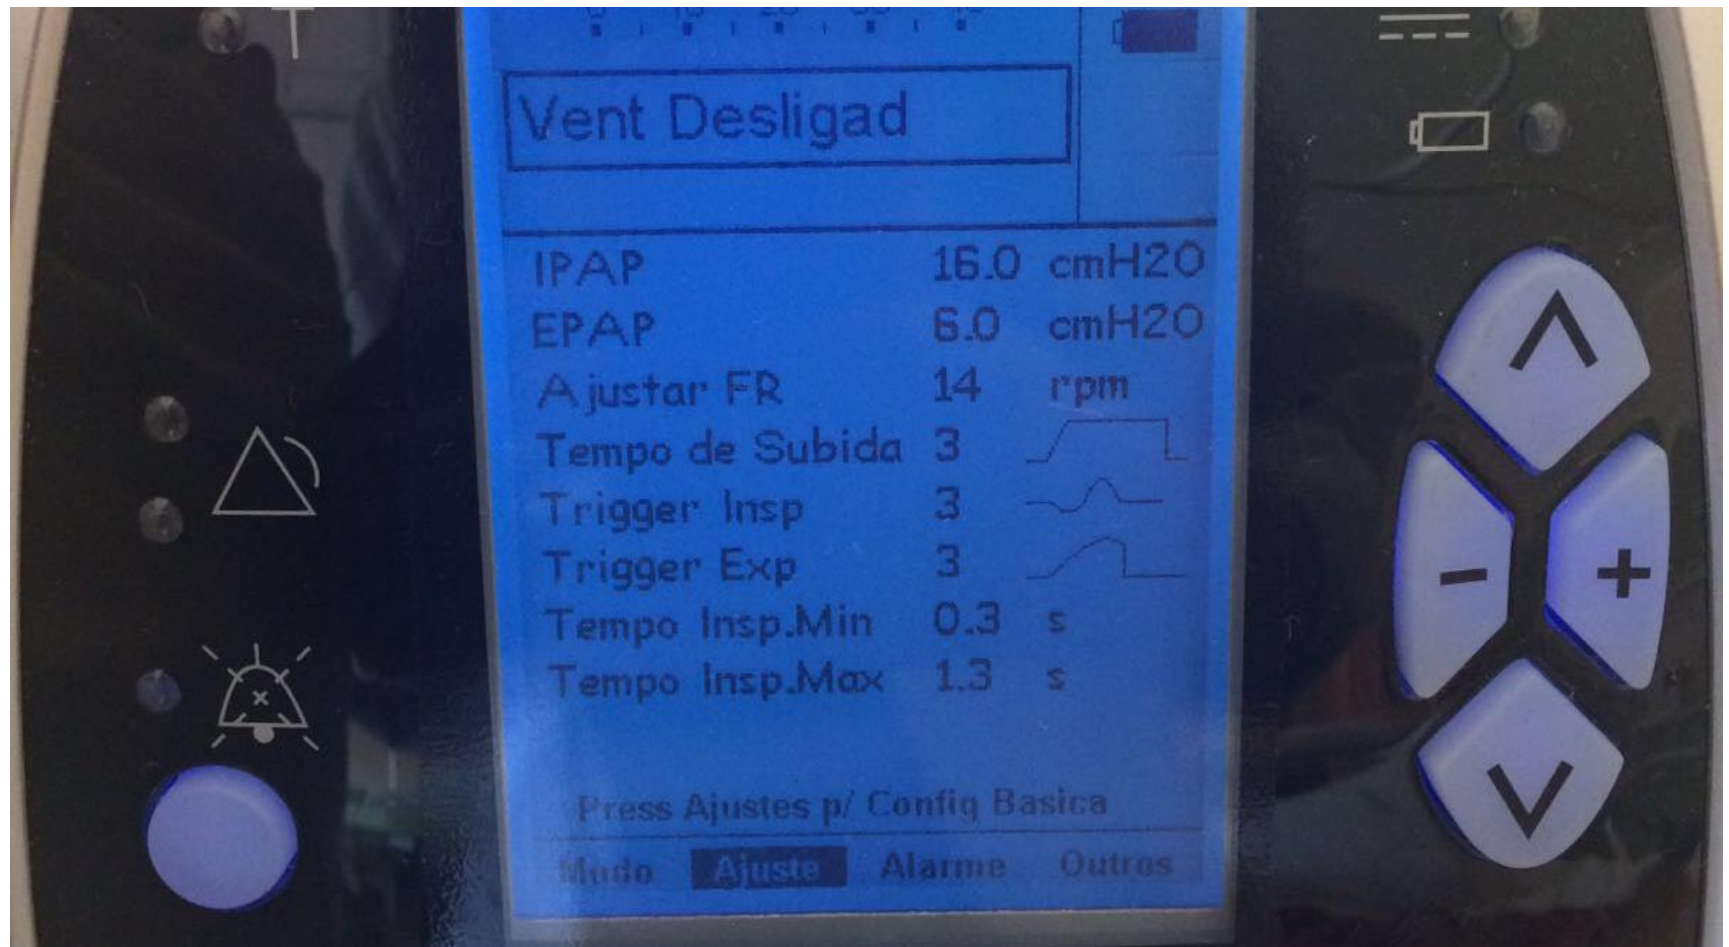 Vent Desligad
IPAP 16.0 cmH2O
EPAP 6.0 cmH2O
Ajustar FR 14 rpm
Tempo de Subida 3
Trigger Insp 3
Trigger Exp 3
Tempo Insp.Min 0.3 s
Tempo Insp.Max 1.3 s
Press Ajustes p/ Config Basica
Modo Ajuste Alarme Outros
- +